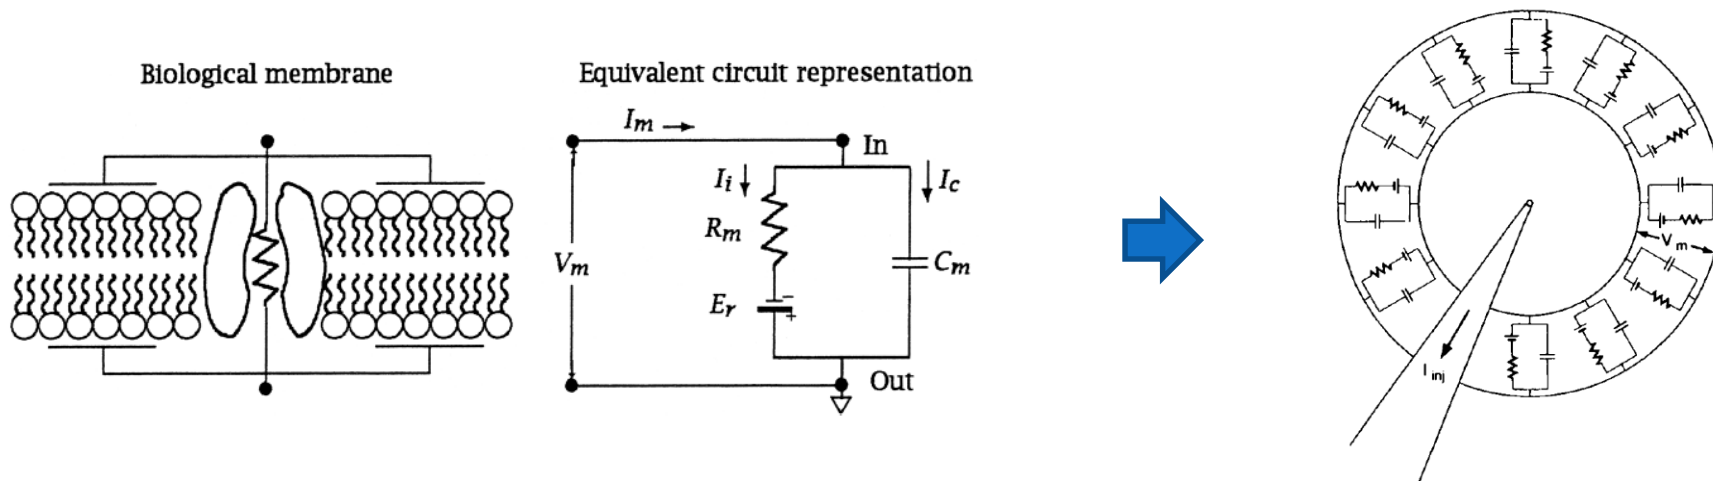 Biological membrane
Equivalent circuit representation
Im
In
Ii
Ic
Rm
Vm
Cm
Er
−
+
Out
Vm
Iinj